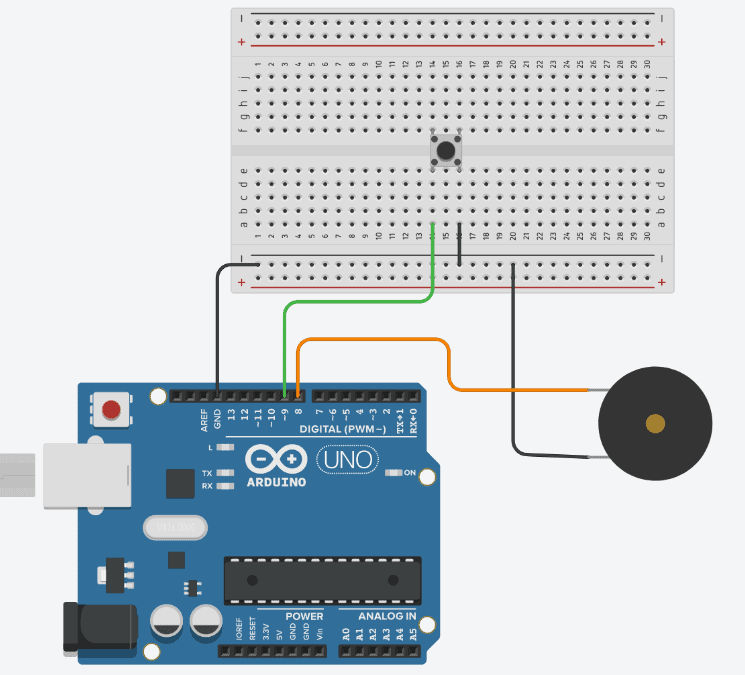 − −
+ +
1 2 3 4 5 6 7 8 9 10 11 12 13 14 15 16 17 18 19 20 21 22 23 24 25 26 27 28 29 30
j j
i i
h h
g g
f f
e e
d d
c c
b b
a a
1 2 3 4 5 6 7 8 9 10 11 12 13 15 17 18 19 20 21 22 23 24 25 26 27 28 29 30
− −
+ +
AREF GND 13 12 ~11 ~10 ~9 8 7 ~6 ~5 4 ~3 2 TX→1 RX←0
DIGITAL (PWM~)
L
TX
RX
UNO
ON
ARDUINO
POWER ANALOG IN
IOREF RESET 3.3V 5V GND GND Vin A0 A1 A2 A3 A4 A5